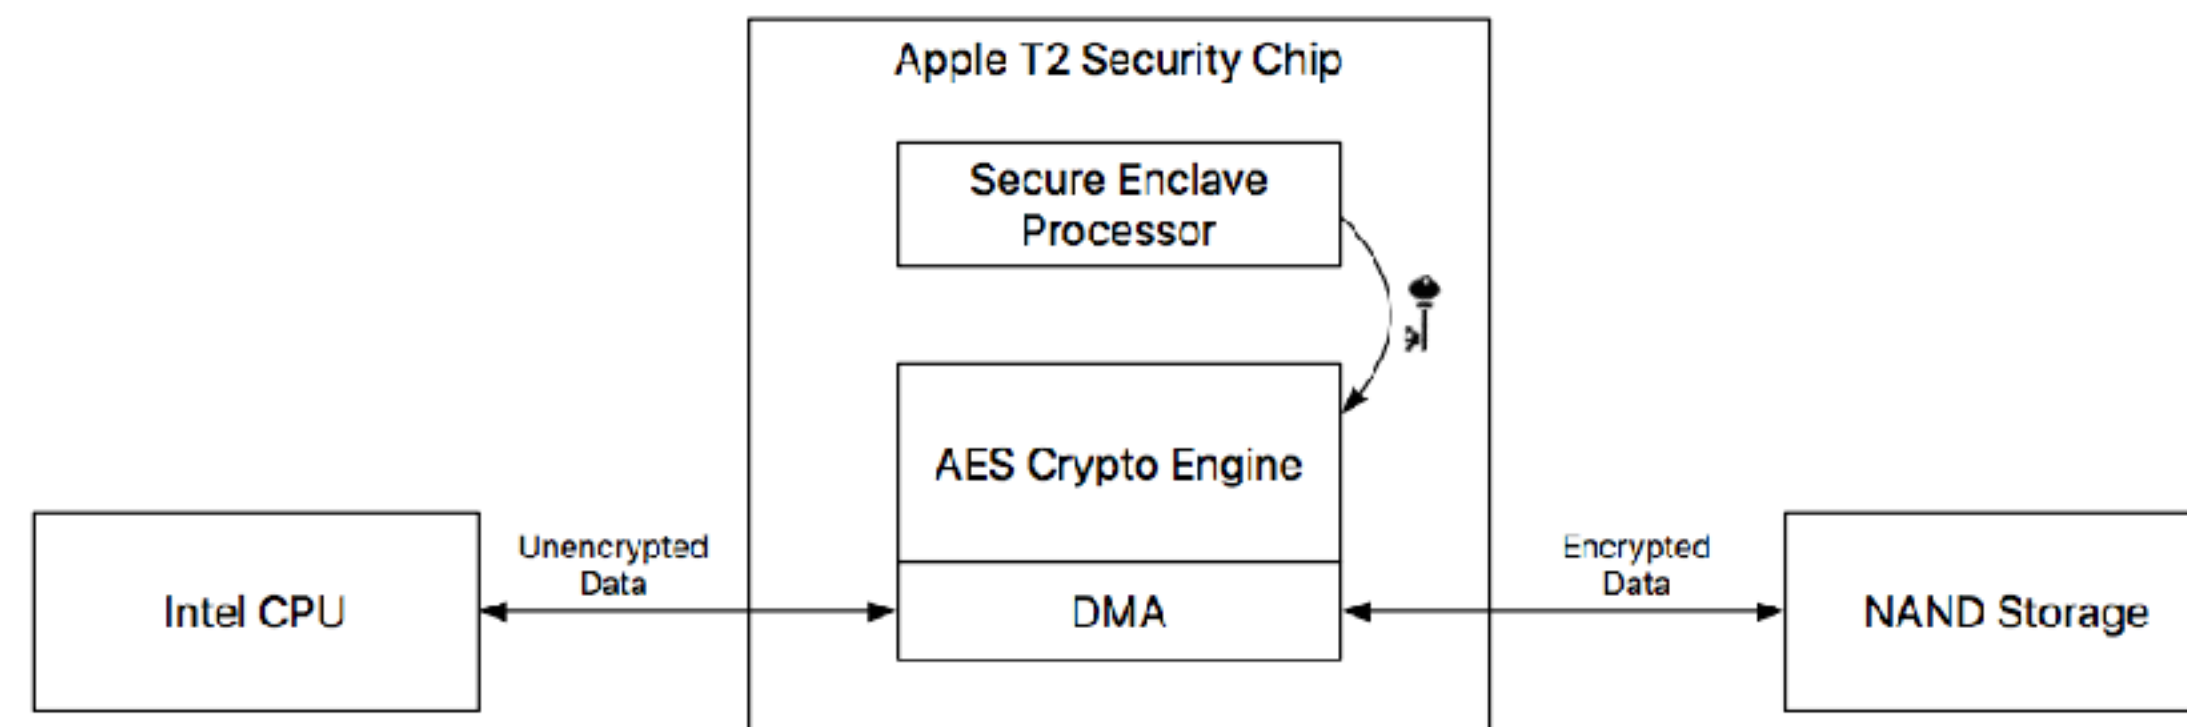 Apple T2 Security Chip
Secure Enclave
Processor
AES Crypto Engine
Unencrypted
Data
Encrypted
Data
Intel CPU
DMA
NAND Storage